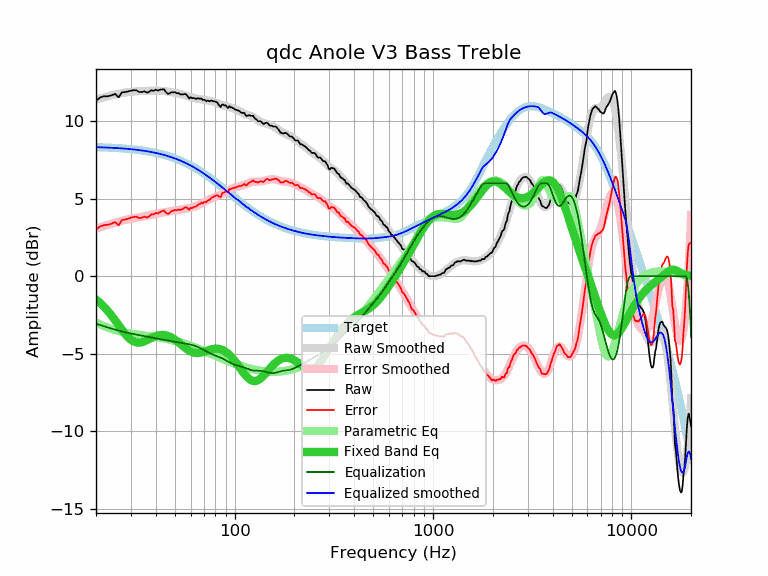 qdc Anole V3 Bass Treble
Amplitude (dBr)
10
5
0
−5
−10
−15
Target
Raw Smoothed
Error Smoothed
Raw
Error
Parametric Eq
Fixed Band Eq
Equalization
Equalized smoothed
100
1000
10000
Frequency (Hz)